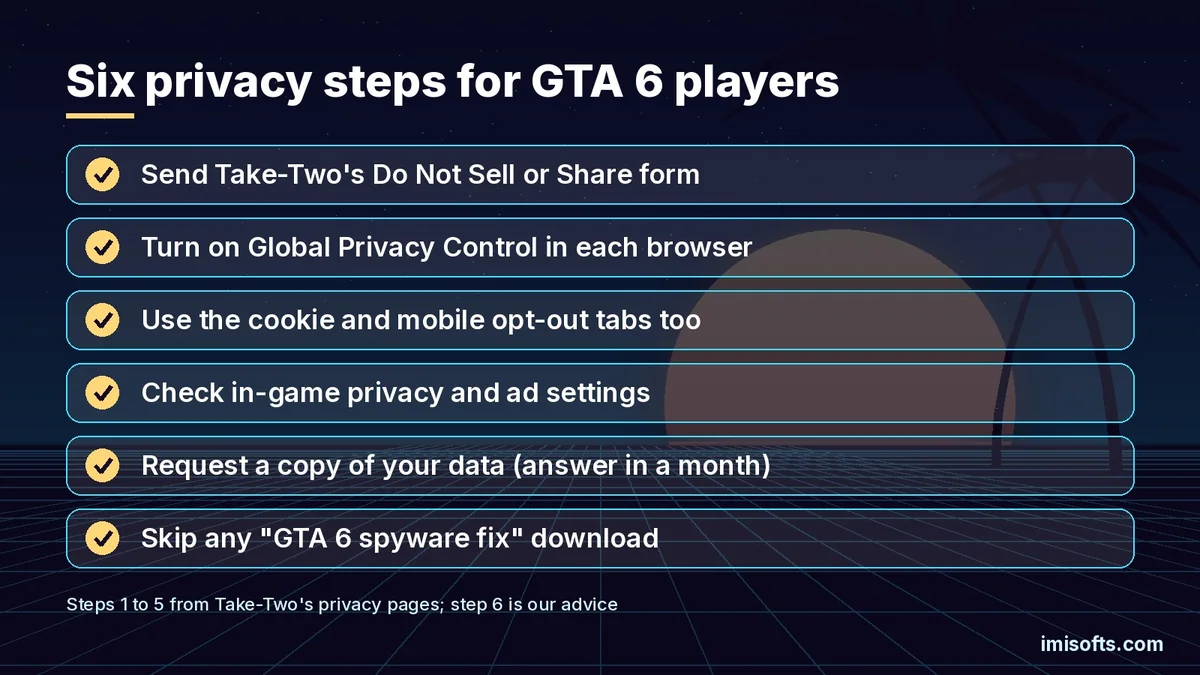 Six privacy steps for GTA 6 players
Send Take-Two's Do Not Sell or Share form
Turn on Global Privacy Control in each browser
Use the cookie and mobile opt-out tabs too
Check in-game privacy and ad settings
Request a copy of your data (answer in a month)
Skip any "GTA 6 spyware fix" download
Steps 1 to 5 from Take-Two's privacy pages; step 6 is our advice
imisofts.com